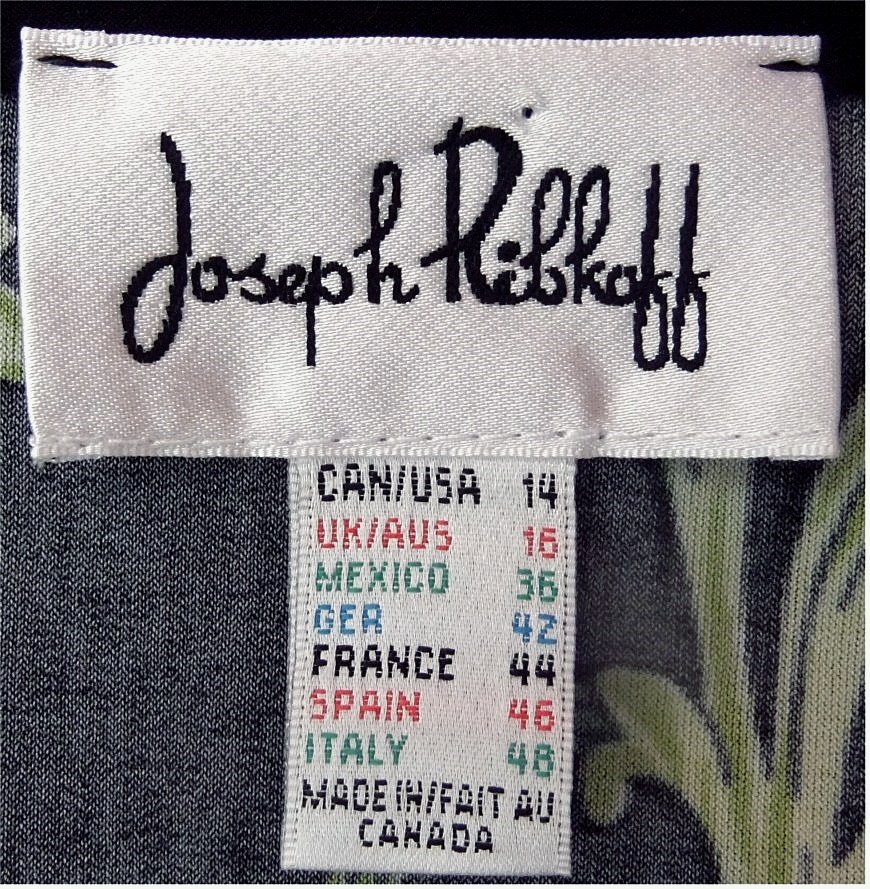 Joseph Ribkoff
CAN/USA 14
UK/AUS 16
MEXICO 36
GER 42
FRANCE 44
SPAIN 46
ITALY 48
MADE IN/FAIT AU
CANADA